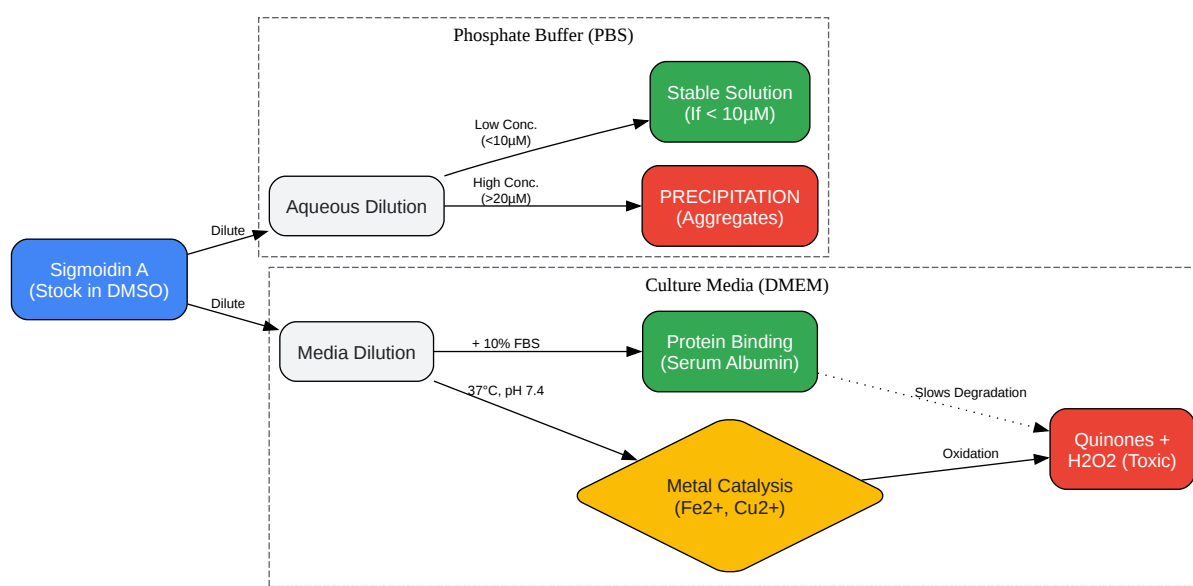 Phosphate Buffer (PBS)
Stable Solution
(If < 10µM)
Low Conc.
(<10µM)
High Conc.
(>20µM)
PRECIPITATION
(Aggregates)
Aqueous Dilution
Dilute
Sigmoidin A
(Stock in DMSO)
Dilute
Culture Media (DMEM)
Media Dilution
+ 10% FBS
Protein Binding
(Serum Albumin)
37°C, pH 7.4
Slows Degradation
Metal Catalysis
(Fe2+, Cu2+)
Oxidation
Quinones +
H2O2 (Toxic)